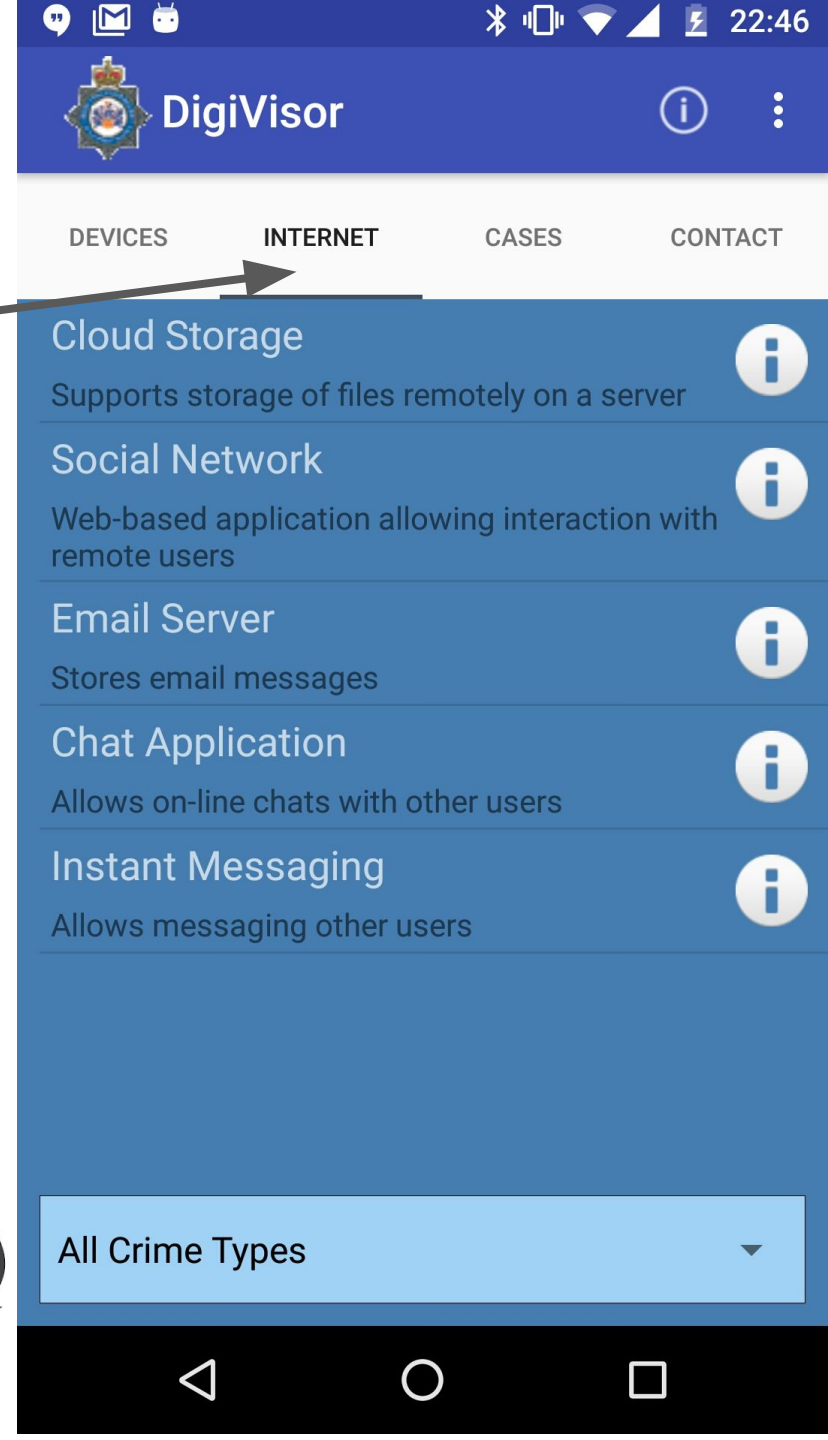 22:46
DigiVisor
DEVICES INTERNET CASES CONTACT
Cloud Storage
Supports storage of files remotely on a server
Social Network
Web-based application allowing interaction with
remote users
Email Server
Stores email messages
Chat Application
Allows on-line chats with other users
Instant Messaging
Allows messaging other users
All Crime Types